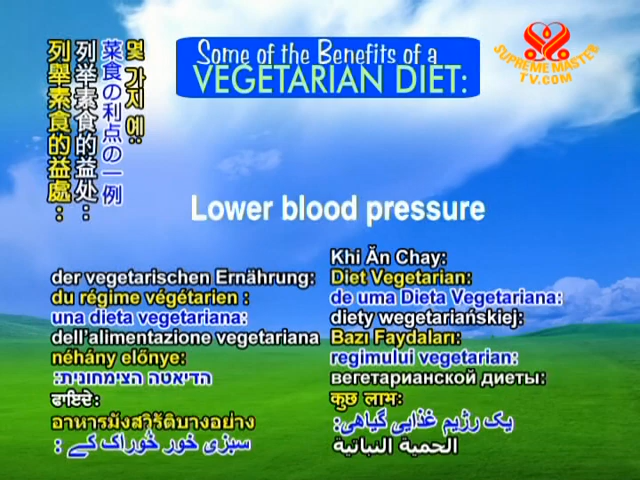 Some of the Benefits of a
VEGETARIAN DIET:
SUPREME MASTER
TV.COM
列舉素食的益處：
列举素食的益处：
菜食の利点の一例
몇 가지 예:
Lower blood pressure
der vegetarischen Ernährung:
du régime végétarien :
una dieta vegetariana:
dell'alimentazione vegetariana
néhány előnye:
הדיאטה הצימחונית:
ਫਾਇਦੇ:
อาหารมังสวิรัติบางอย่าง
سبزی خور خوراک کے :
Khi Ăn Chay:
Diet Vegetarian:
de uma Dieta Vegetariana:
diety wegetariańskiej:
Bazı Faydaları:
regimului vegetarian:
вегетарианской диеты:
कुछ लाभ:
یک رژیم غذایی گیاهی:
الحمية النباتية